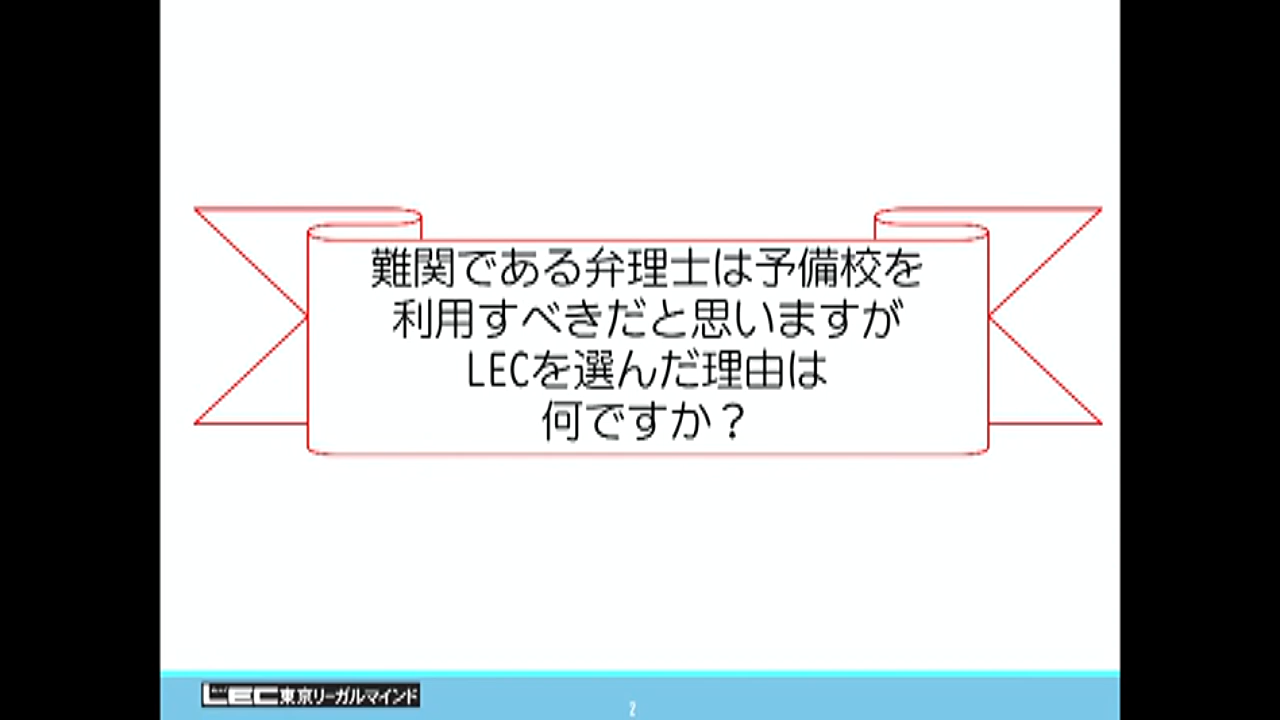 難関である弁理士は予備校を
利用すべきだと思いますが
LECを選んだ理由は
何ですか？
LEC東京リーガルマインド
2